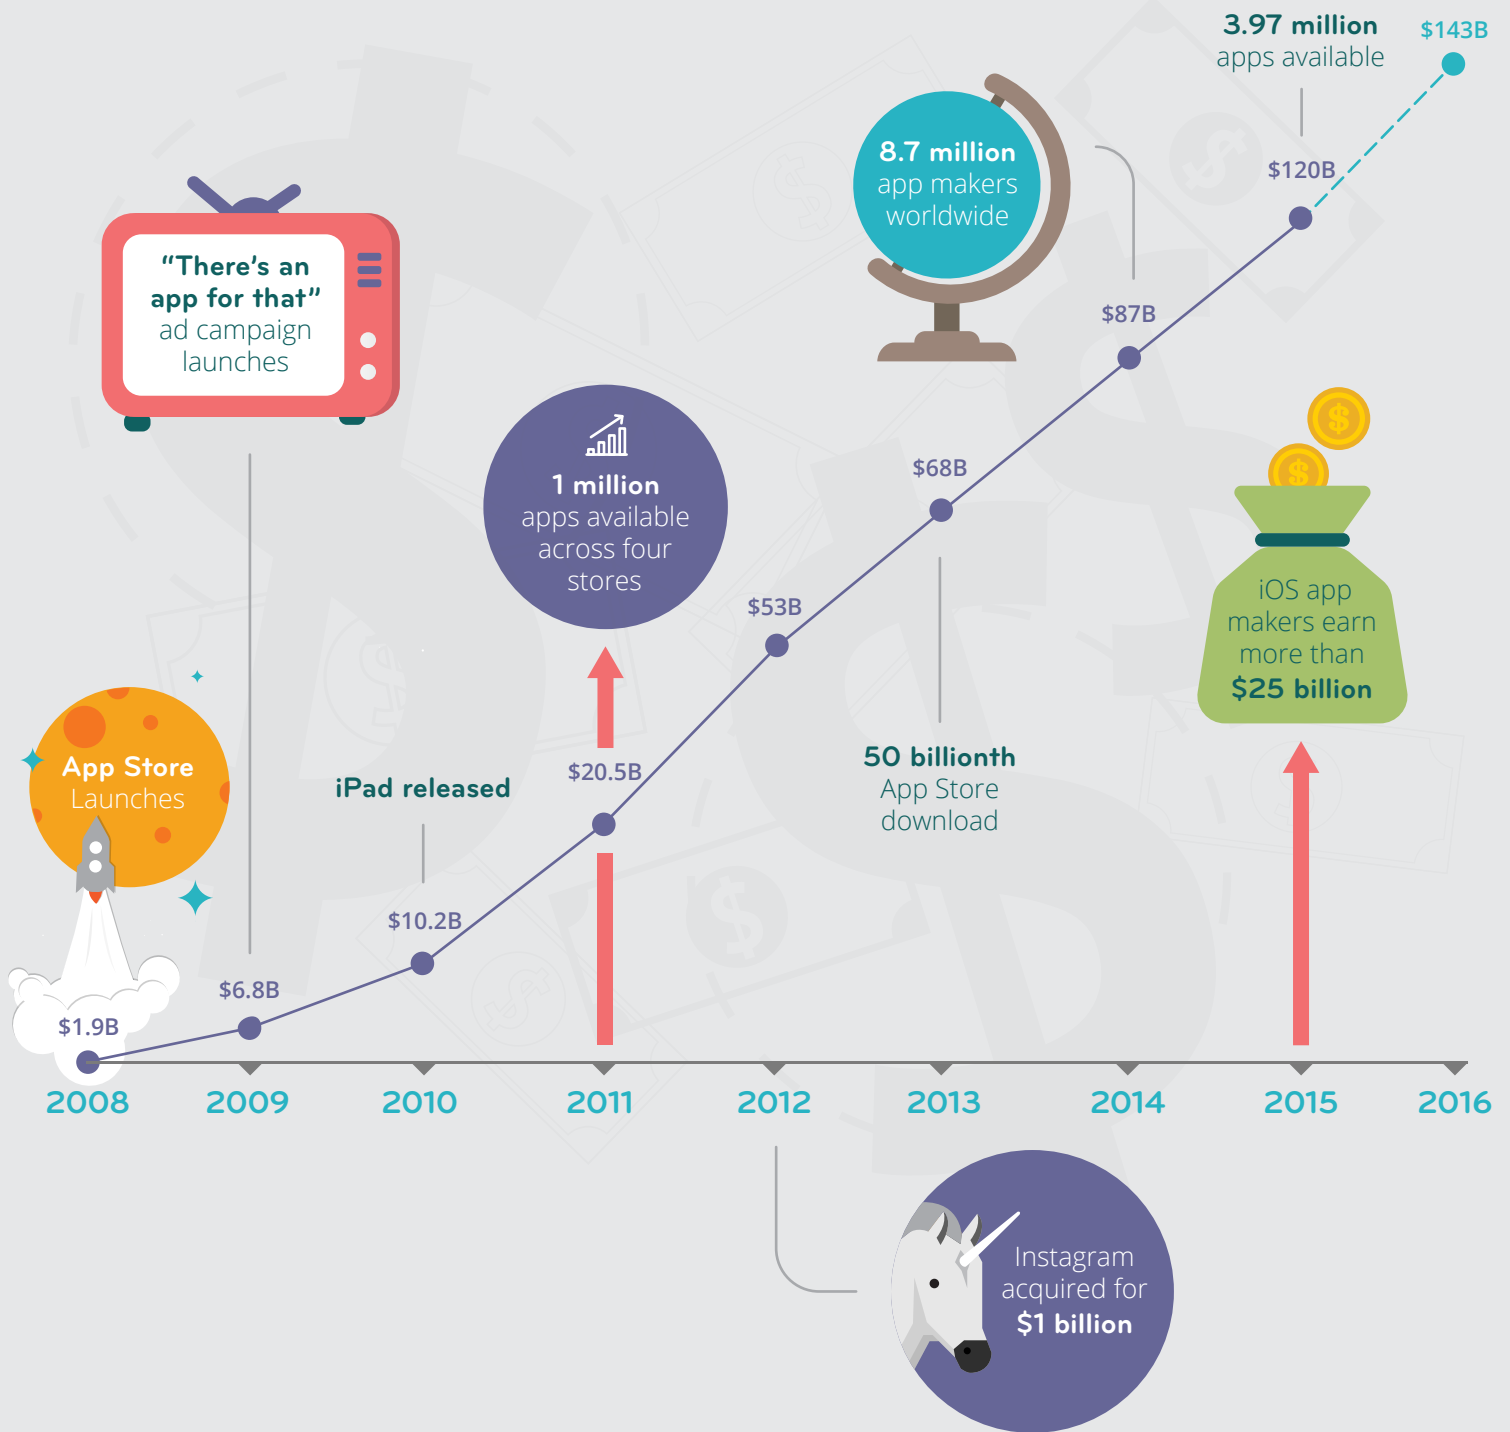 3.97 million
apps available
$143B
8.7 million
app makers
worldwide
$120B
“There’s an
app for that”
ad campaign
launches
$87B
1 million
apps available
across four
stores
$68B
iOS app
makers earn
more than
$25 billion
$53B
App Store
Launches
iPad released
$20.5B
50 billionth
App Store
download
$10.2B
$6.8B
$1.9B
2008 2009 2010 2011 2012 2013 2014 2015 2016
Instagram
acquired for
$1 billion